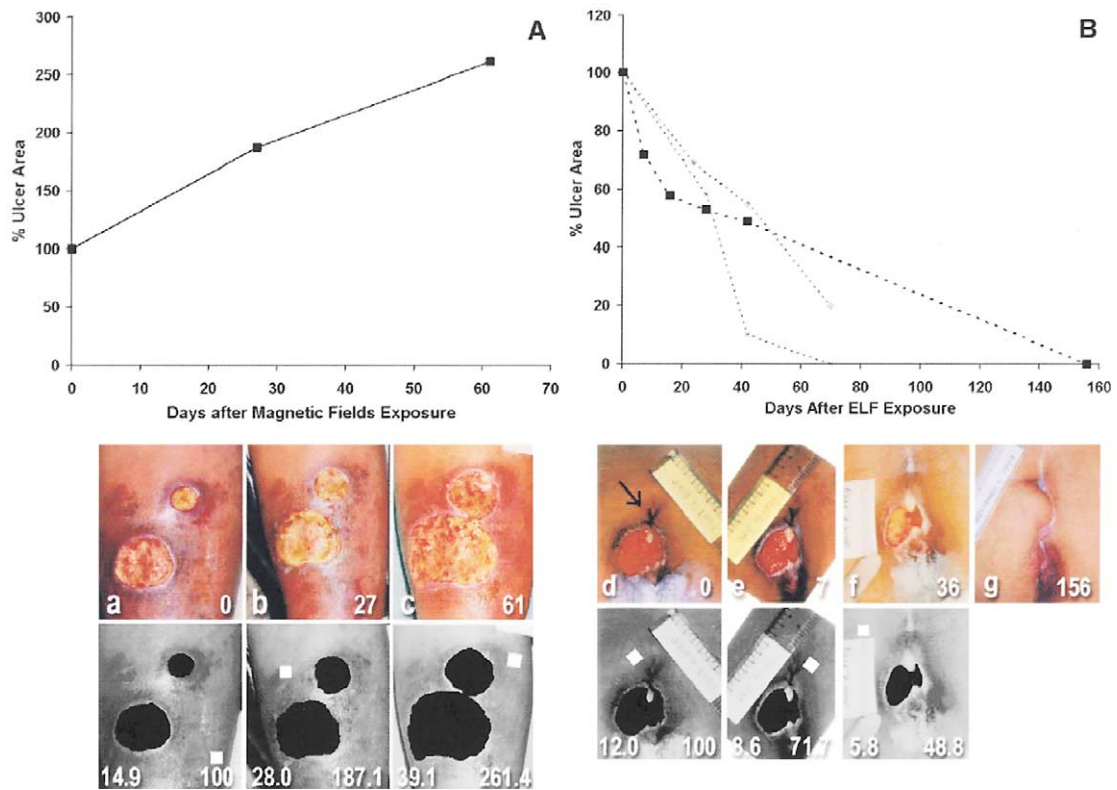 A
% Ulcer Area
300
250
200
150
100
50
0
0 10 20 30 40 50 60 70
Days after Magnetic Fields Exposure
B
% Ulcer Area
120
100
80
60
40
20
0
0 20 40 60 80 100 120 140 160
Days After ELF Exposure
a 0
b 27
c 61
14.9 100
28.0 187.1
39.1 261.4
d 0
e 7
f 36
g 156
12.0 100
8.6 71.7
5.8 48.8